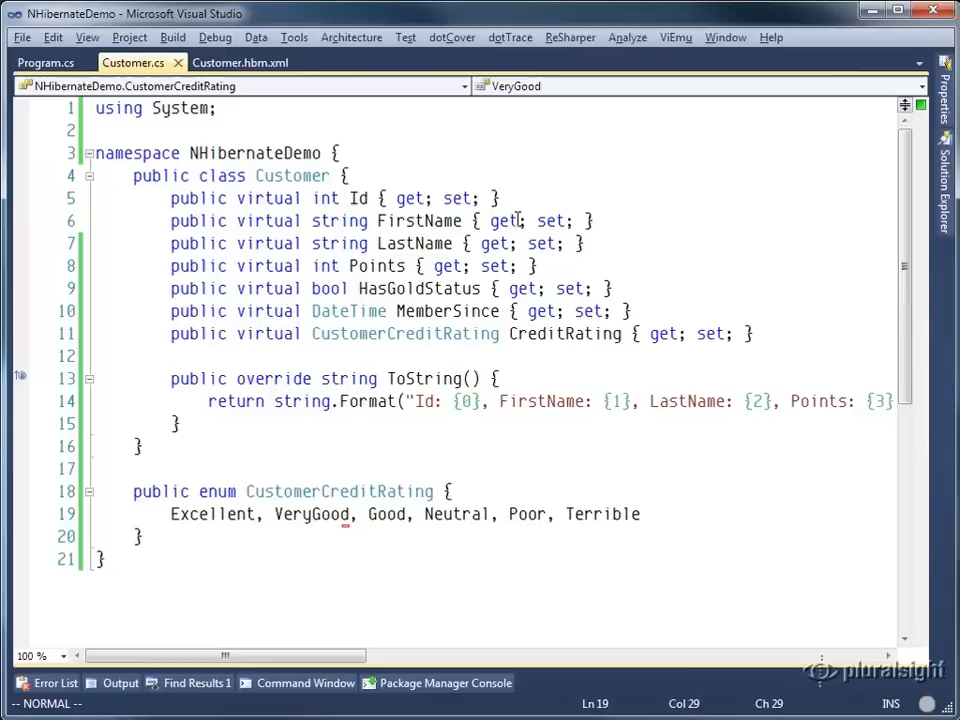 NHibernateDemo - Microsoft Visual Studio
File Edit View Project Build Debug Data Tools Architecture Test dotCover dotTrace ReSharper Analyze ViEmu Window Help
Program.cs Customer.cs Customer.hbm.xml
NHibernateDemo.CustomerCreditRating VeryGood
1 using System;
2
3 namespace NHibernateDemo {
4 public class Customer {
5 public virtual int Id { get; set; }
6 public virtual string FirstName { get; set; }
7 public virtual string LastName { get; set; }
8 public virtual int Points { get; set; }
9 public virtual bool HasGoldStatus { get; set; }
10 public virtual DateTime MemberSince { get; set; }
11 public virtual CustomerCreditRating CreditRating { get; set; }
12
13 public override string ToString() {
14 return string.Format("Id: {0}, FirstName: {1}, LastName: {2}, Points: {3}
15 }
16 }
17
18 public enum CustomerCreditRating {
19 Excellent, VeryGood, Good, Neutral, Poor, Terrible
20 }
21 }
Properties
Solution Explorer
100 %
pluralsight
Error List Output Find Results 1 Command Window Package Manager Console
-- NORMAL -- Ln 19 Col 29 Ch 29 INS